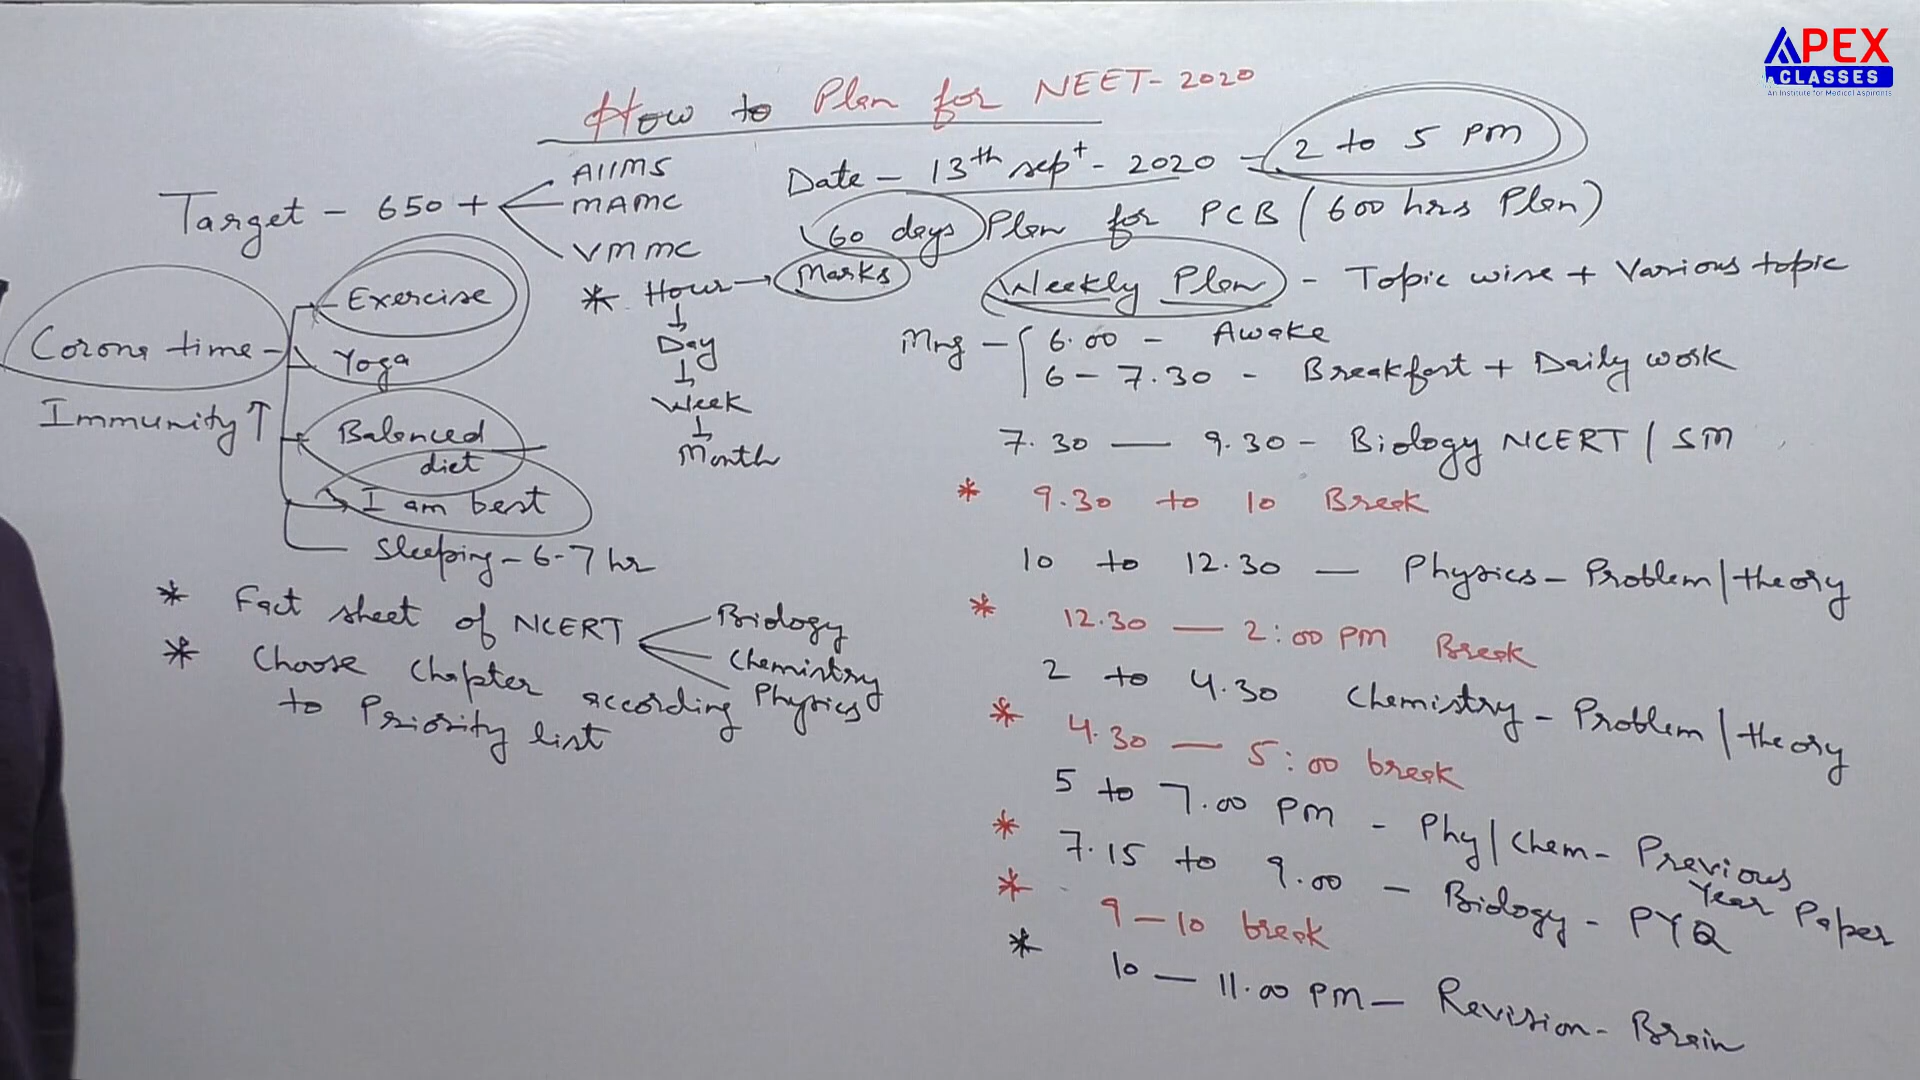 APEX
CLASSES
An Institute for Medical Aspirants
How to Plan for NEET-2020
Target - 650 +
AIIMS
MAMC
VMMC
Date - 13th sept - 2020 - 2 to 5 pm
60 days Plan for PCB (600 hrs Plan)
* Hour → Marks
Day
Week
Month
Weekly Plan - Topic wise + Various topic
Corona time -
Immunity ↑
Exercise
Yoga
Balanced
diet
I am best
Sleeping - 6-7 hr
* Fact sheet of NCERT
Biology
Chemistry
Physics
* Choose Chapter according
to Priority list
Mrg - 6.00 - Awake
6 - 7.30 - Breakfast + Daily work
7.30 — 9.30 - Biology NCERT / SM
* 9.30 to 10 Break
10 to 12.30 — Physics - Problem / theory
* 12.30 — 2:00 PM Break
2 to 4.30 Chemistry - Problem / theory
* 4.30 — 5:00 break
5 to 7.00 PM - Phy / Chem - Previous
Year Paper
* 7.15 to 9.00 - Biology - PYQ
* 9 - 10 break
* 10 — 11.00 PM - Revision - Brain